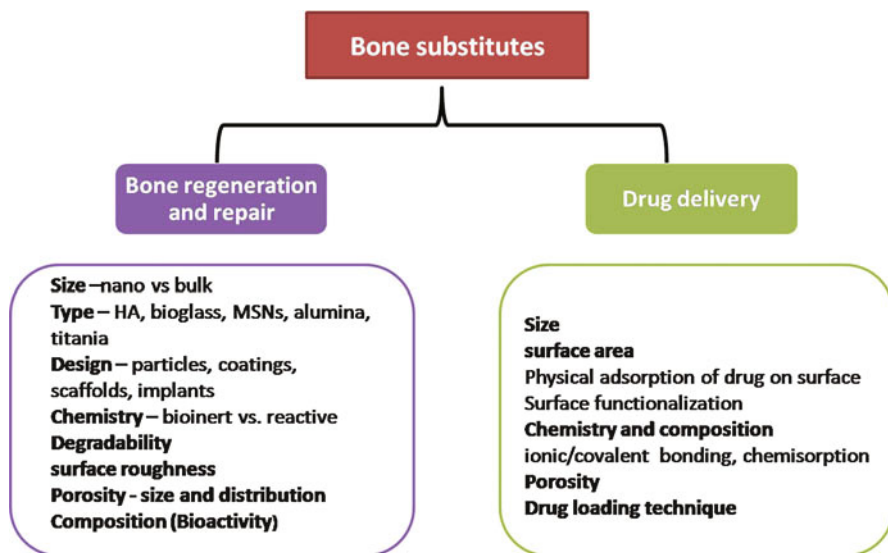 Bone substitutes
Bone regeneration
and repair
Drug delivery
Size –nano vs bulk
Type – HA, bioglass, MSNs, alumina,
titania
Design – particles, coatings,
scaffolds, implants
Chemistry – bioinert vs. reactive
Degradability
surface roughness
Porosity - size and distribution
Composition (Bioactivity)
Size
surface area
Physical adsorption of drug on surface
Surface functionalization
Chemistry and composition
ionic/covalent bonding, chemisorption
Porosity
Drug loading technique